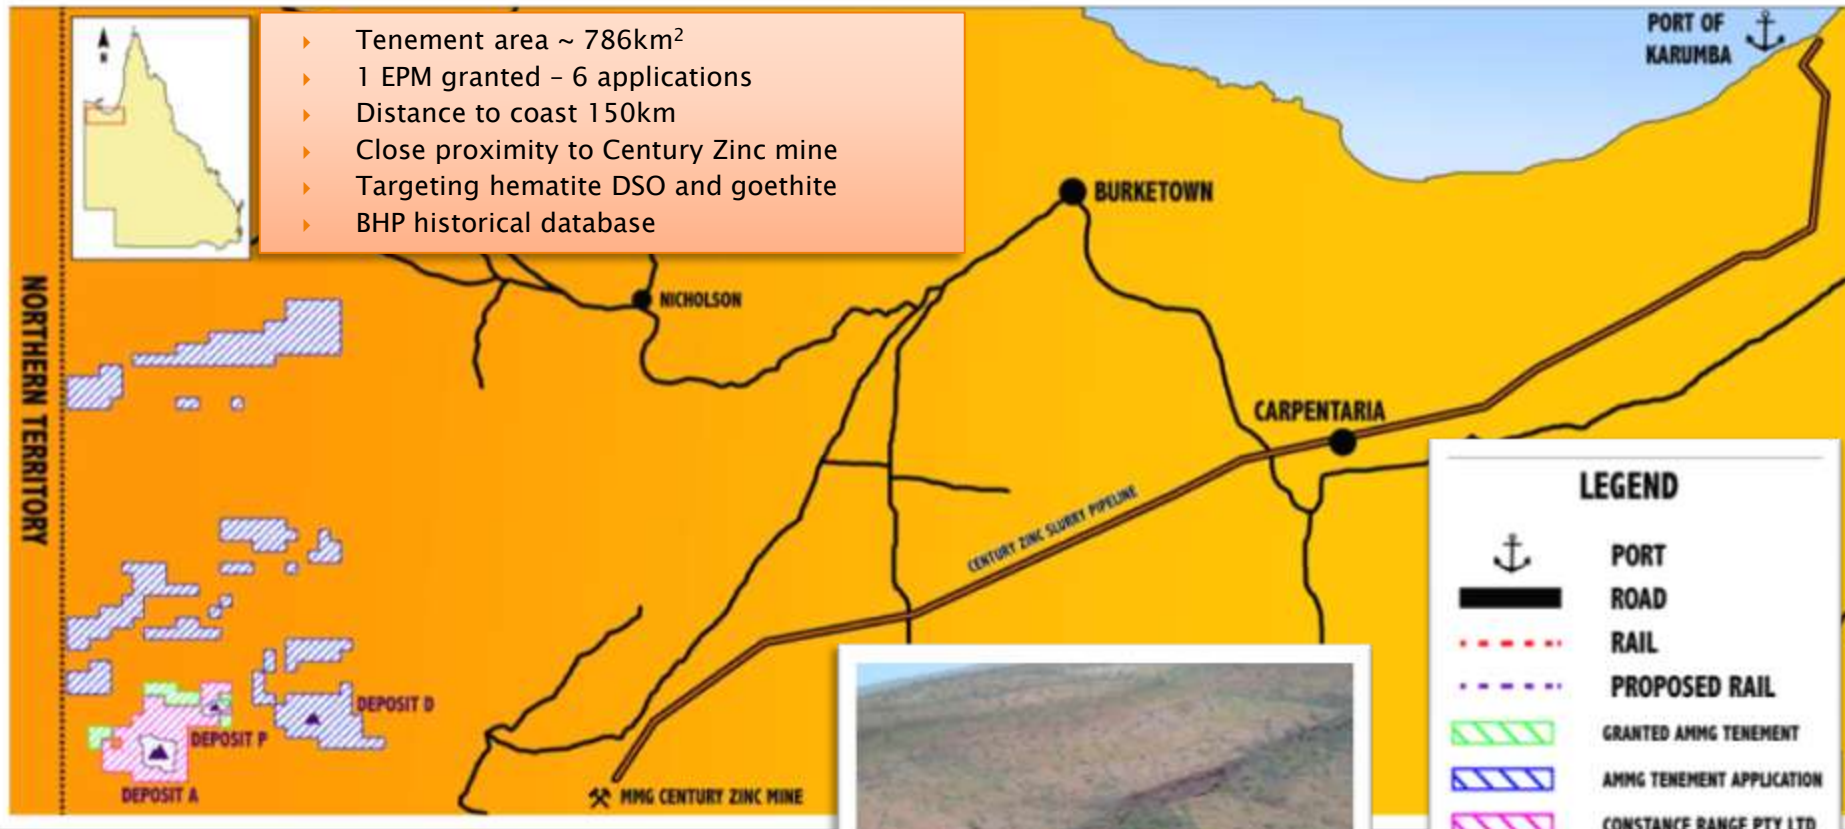 Tenement area ~ 786km²
1 EPM granted – 6 applications
Distance to coast 150km
Close proximity to Century Zinc mine
Targeting hematite DSO and goethite
BHP historical database
N
PORT OF
KARUMBA
BURKETOWN
NICHOLSON
NORTHERN TERRITORY
CARPENTARIA
CENTURY ZINC SLURRY PIPELINE
DEPOSIT D
DEPOSIT P
DEPOSIT A
MMG CENTURY ZINC MINE
LEGEND
PORT
ROAD
RAIL
PROPOSED RAIL
GRANTED AMMG TENEMENT
AMMG TENEMENT APPLICATION
CONSTANCE RANGE PTY LTD